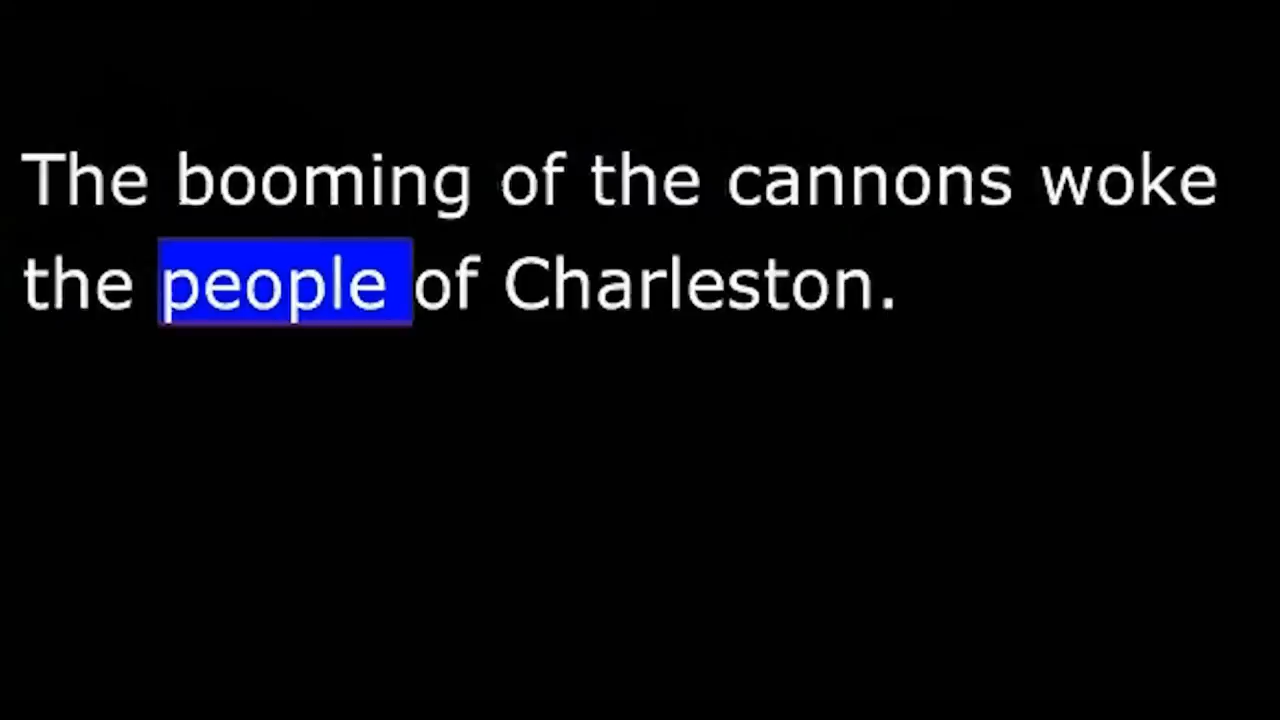 The booming of the cannons woke
the people of Charleston.